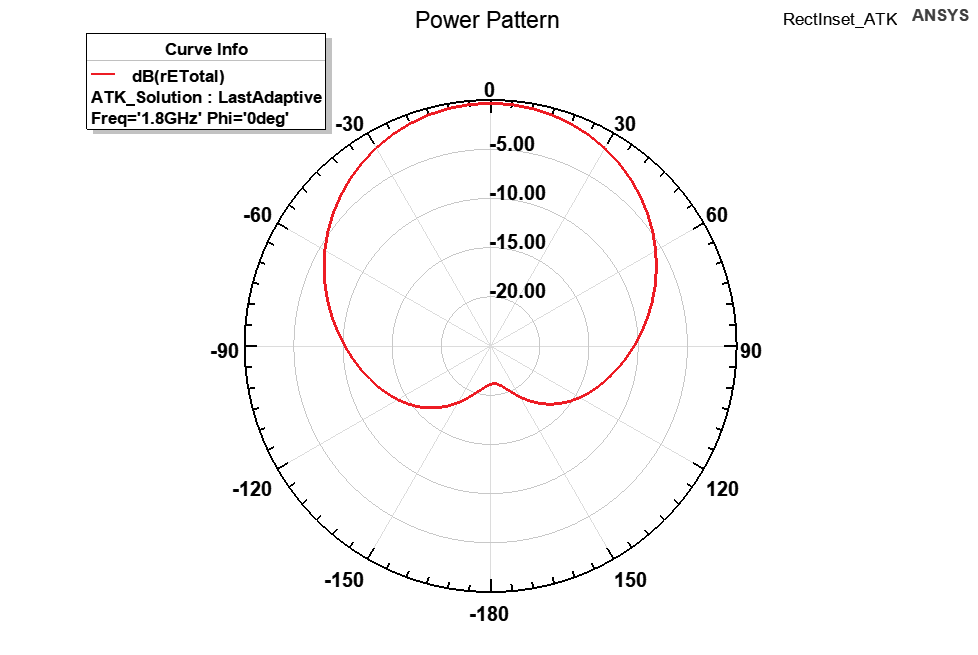 Power Pattern
RectInset_ATK
ANSYS
Curve Info
dB(rETotal)
ATK_Solution : LastAdaptive
Freq='1.8GHz' Phi='0deg'
0
-30
30
-5.00
-10.00
-60
60
-15.00
-20.00
-90
90
-120
120
-150
150
-180